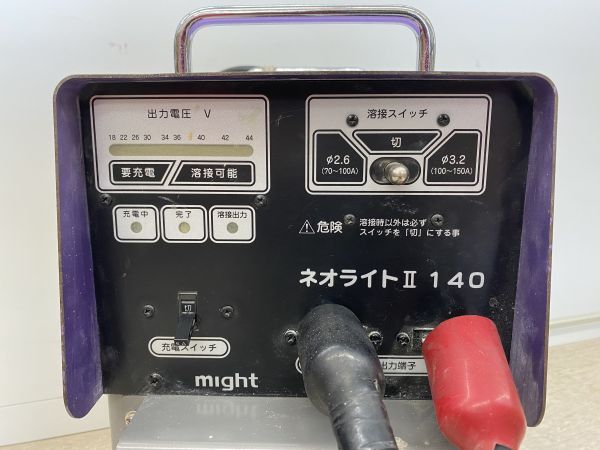 出力電圧 V
18 22 26 30 34 36 40 42 44
要充電 溶接可能
溶接スイッチ
切
φ2.6
(70~100A)
φ3.2
(100~150A)
充電中 完了 溶接出力
⚠危険 溶接時以外は必ず
スイッチを「切」にする事
ネオライトⅡ 140
切
充電スイッチ
出力端子
might